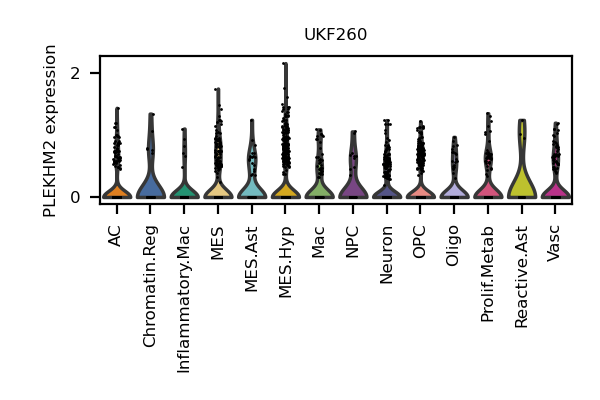 UKF260
PLEKHM2 expression
2
0
AC
Chromatin.Reg
Inflammatory.Mac
MES
MES.Ast
MES.Hyp
Mac
NPC
Neuron
OPC
Oligo
Prolif.Metab
Reactive.Ast
Vasc